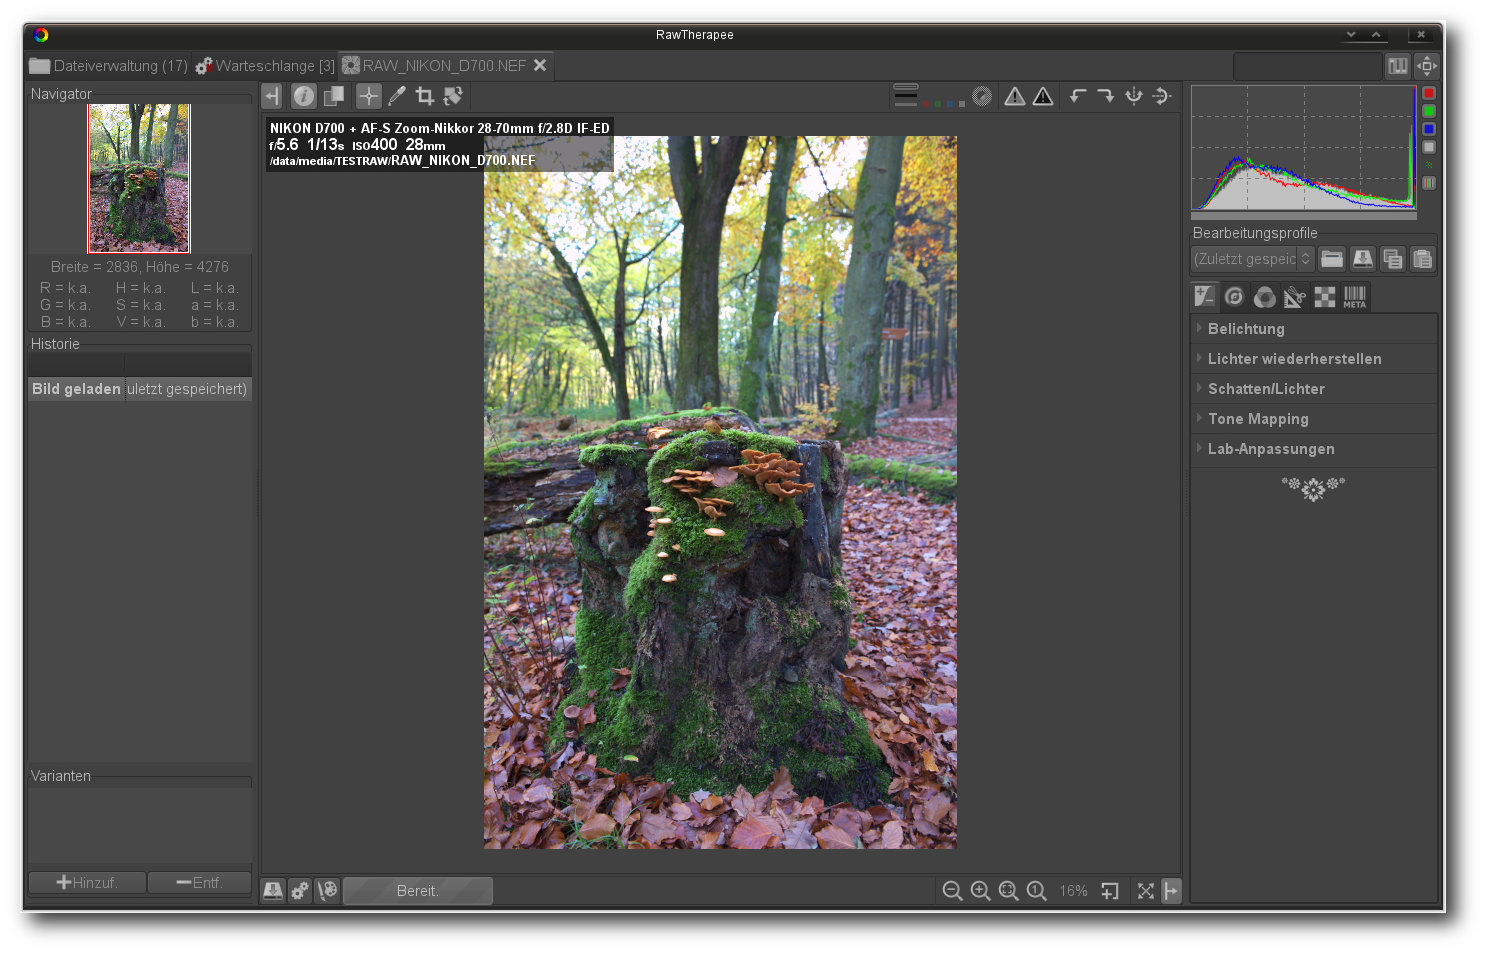 RawTherapee
Dateiverwaltung (17)
Warteschlange [3]
RAW_NIKON_D700.NEF
Navigator
Breite = 2836, Höhe = 4276
R = k.a. H = k.a. L = k.a.
G = k.a. S = k.a. a = k.a.
B = k.a. V = k.a. b = k.a.
Historie
Bild geladen uletzt gespeichert)
Varianten
Hinzuf.
Entf.
NIKON D700 + AF-S Zoom-Nikkor 28-70mm f/2.8D IF-ED
f/5.6 1/13s ISO400 28mm
/data/media/TESTRAW/RAW_NIKON_D700.NEF
Bereit.
1
16%
Bearbeitungsprofile
(Zuletzt gespeic
META
Belichtung
Lichter wiederherstellen
Schatten/Lichter
Tone Mapping
Lab-Anpassungen